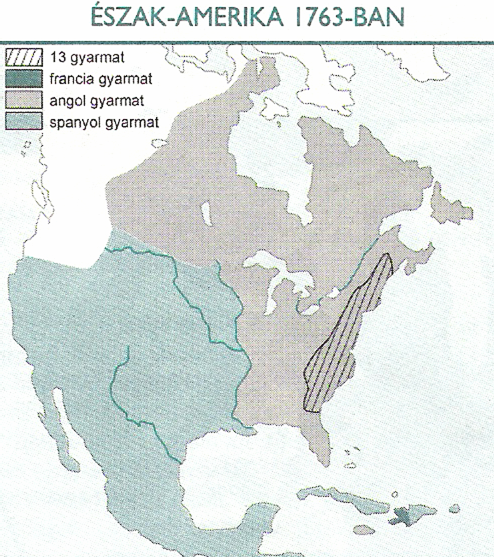 ÉSZAK-AMERIKA 1763-BAN
13 gyarmat
francia gyarmat
angol gyarmat
spanyol gyarmat